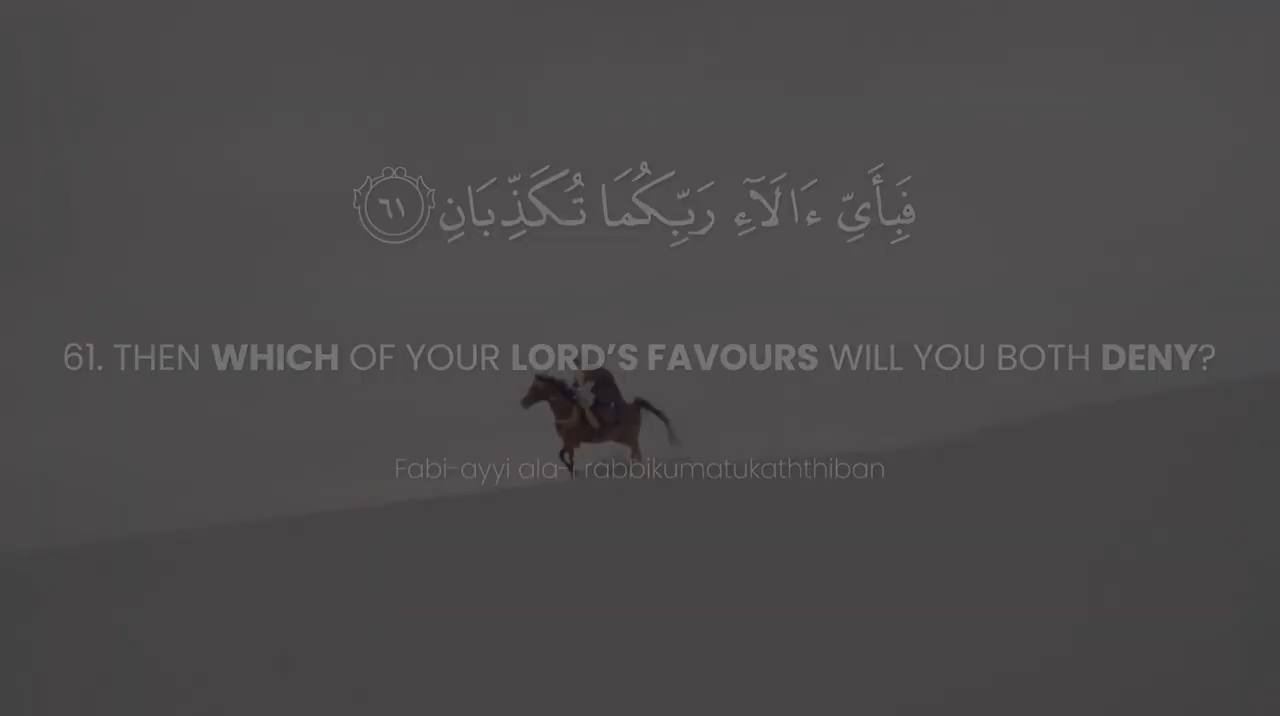 فَبِأَيِّ ءَالَآءِ رَبِّكُمَا تُكَذِّبَانِ ٦١
61. THEN WHICH OF YOUR LORD’S FAVOURS WILL YOU BOTH DENY?
Fabi-ayyi ala-i rabbikumatukaththiban